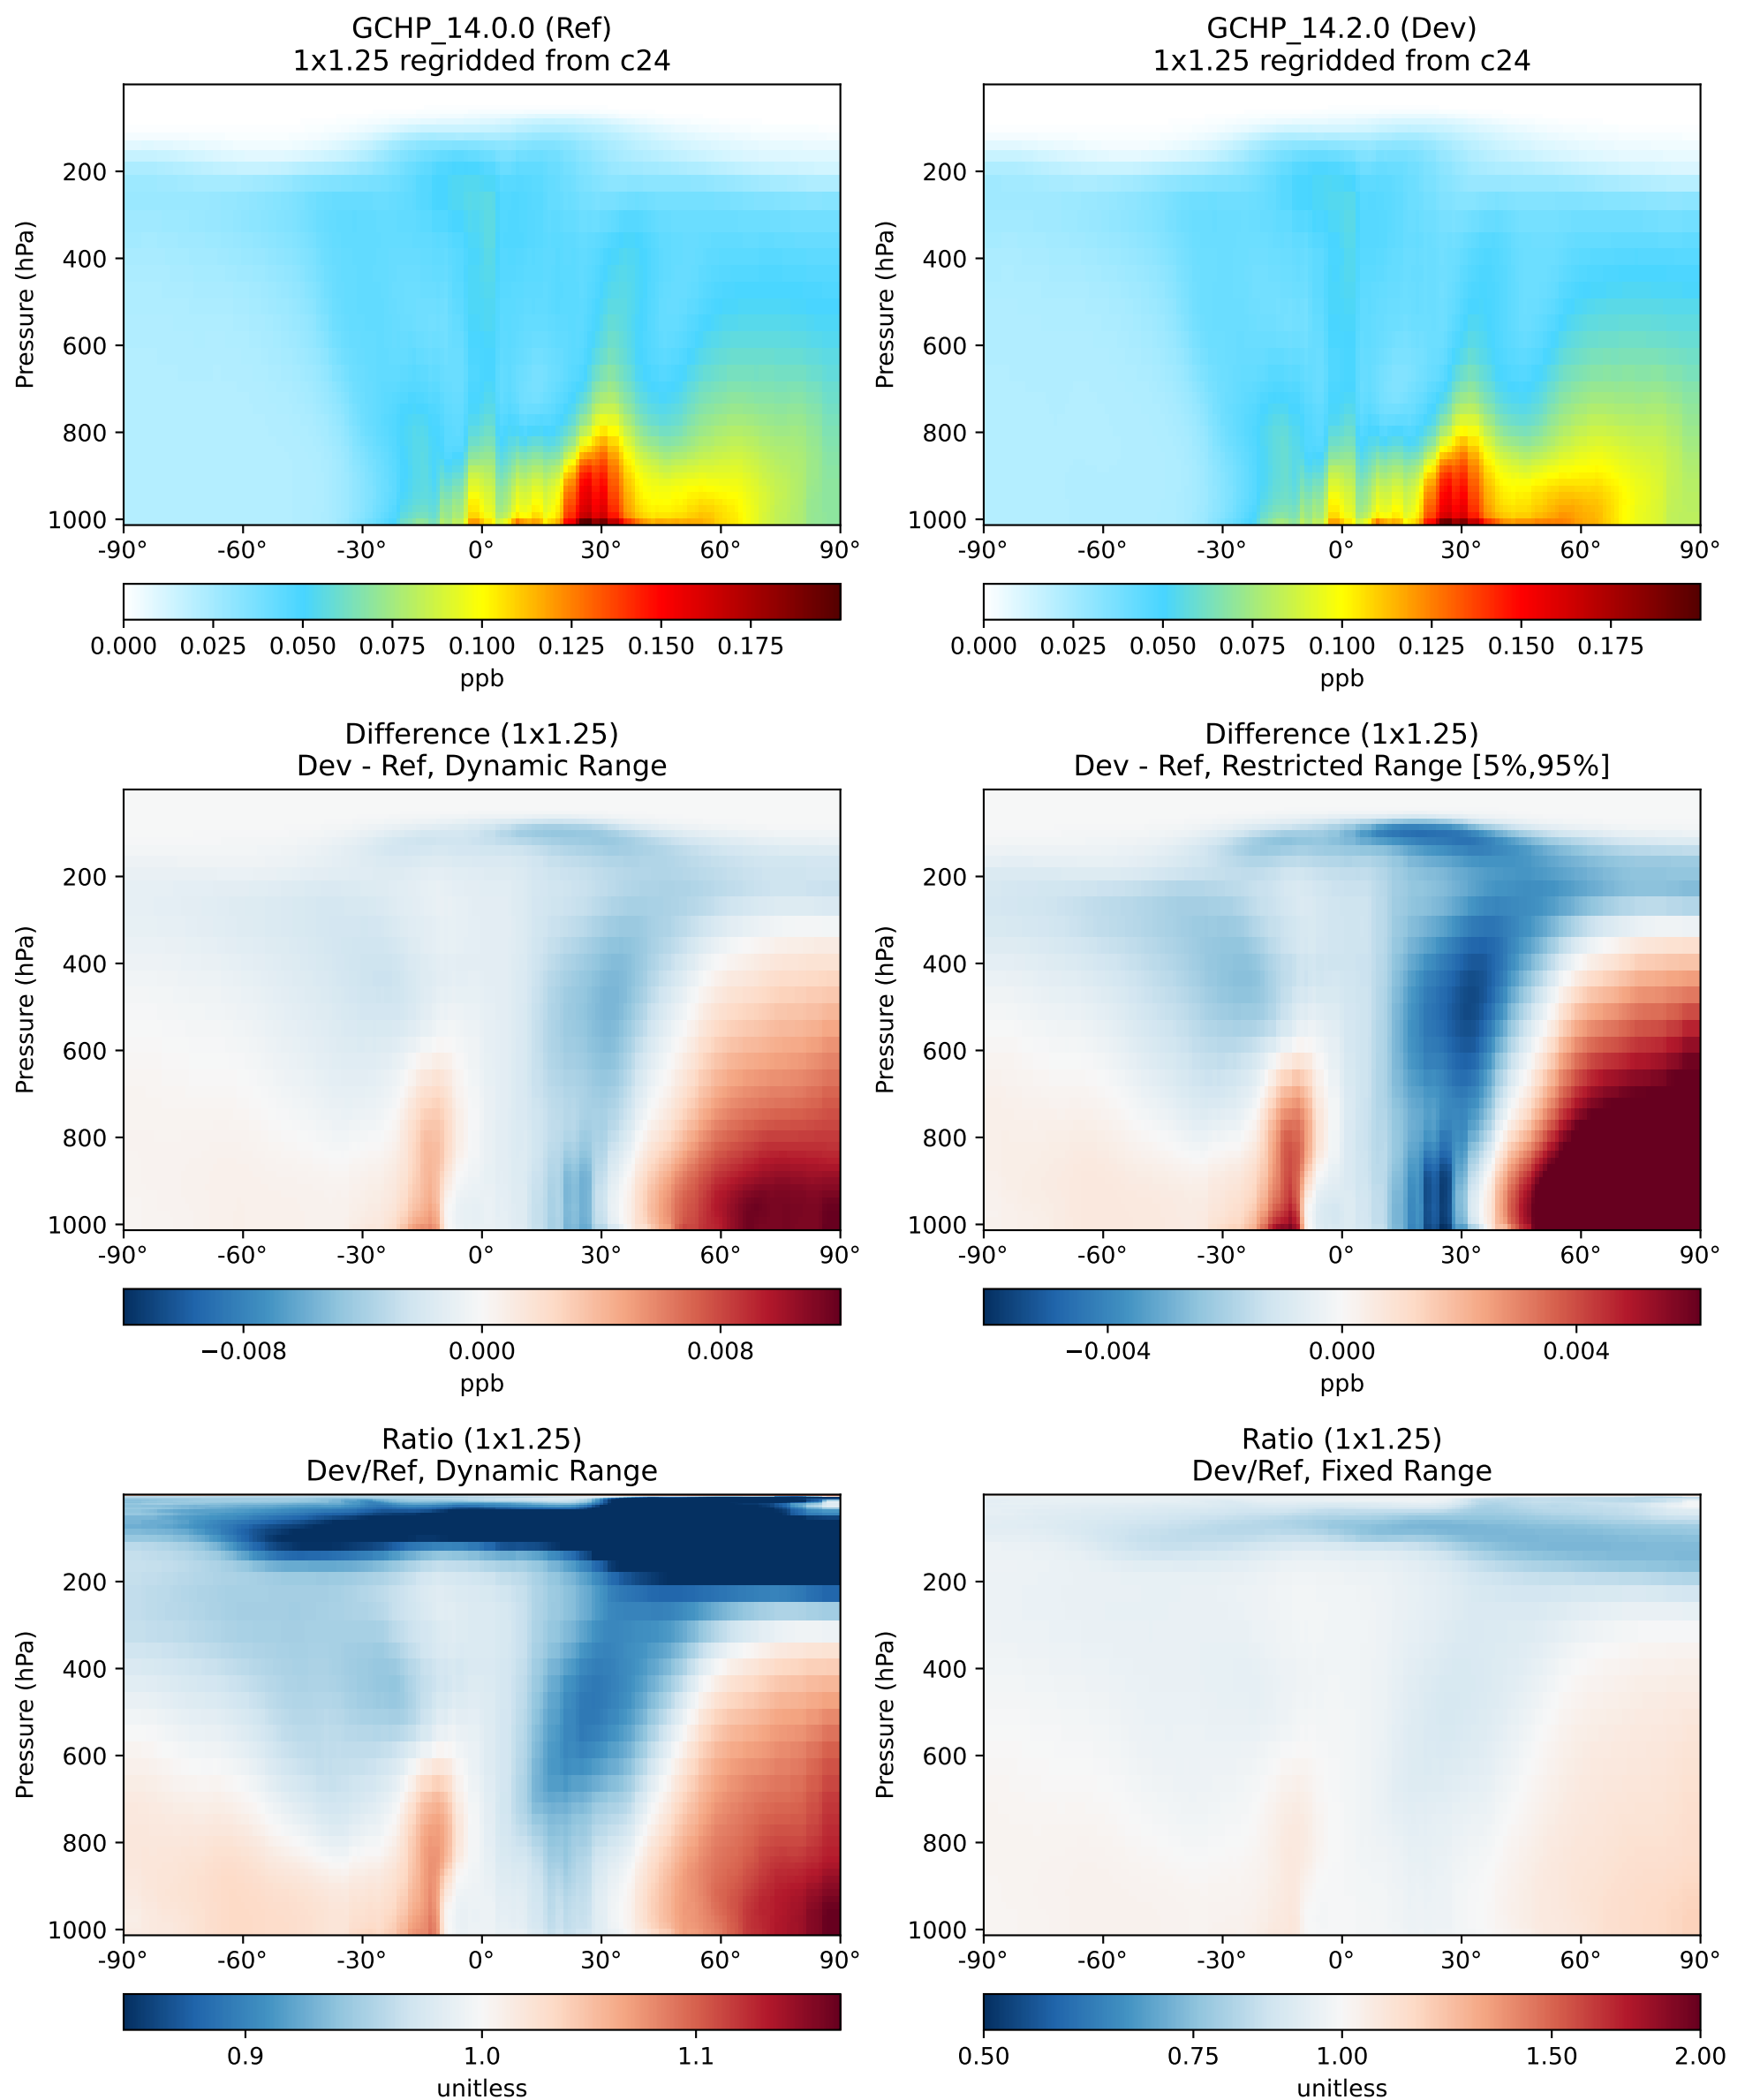 GCHP_14.0.0 (Ref)
1x1.25 regridded from c24
GCHP_14.2.0 (Dev)
1x1.25 regridded from c24
Pressure (hPa)
200
400
600
800
1000
-90° -60° -30° 0° 30° 60° 90°
0.000 0.025 0.050 0.075 0.100 0.125 0.150 0.175
ppb
Pressure (hPa)
200
400
600
800
1000
-90° -60° -30° 0° 30° 60° 90°
0.000 0.025 0.050 0.075 0.100 0.125 0.150 0.175
ppb
Difference (1x1.25)
Dev - Ref, Dynamic Range
Difference (1x1.25)
Dev - Ref, Restricted Range [5%,95%]
Pressure (hPa)
200
400
600
800
1000
-90° -60° -30° 0° 30° 60° 90°
−0.008 0.000 0.008
ppb
Pressure (hPa)
200
400
600
800
1000
-90° -60° -30° 0° 30° 60° 90°
−0.004 0.000 0.004
ppb
Ratio (1x1.25)
Dev/Ref, Dynamic Range
Ratio (1x1.25)
Dev/Ref, Fixed Range
Pressure (hPa)
200
400
600
800
1000
-90° -60° -30° 0° 30° 60° 90°
0.9 1.0 1.1
unitless
Pressure (hPa)
200
400
600
800
1000
-90° -60° -30° 0° 30° 60° 90°
0.50 0.75 1.00 1.50 2.00
unitless